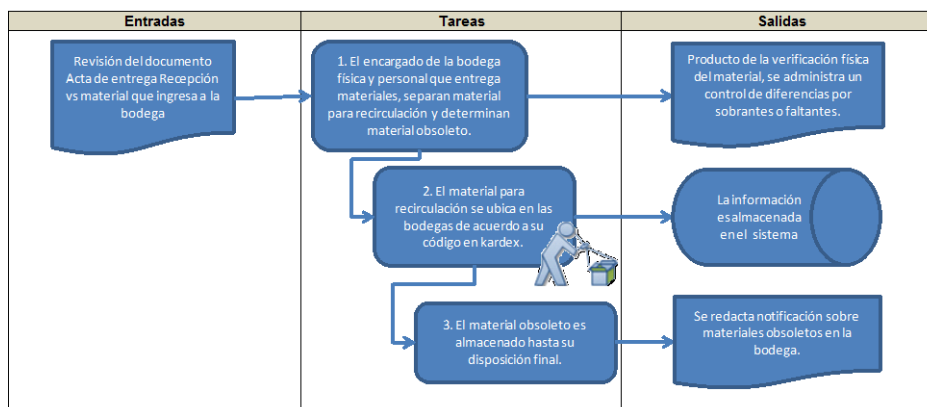 Entradas
Tareas
Salidas
Revisión del documento
Acta de entrega Recepción
vs material que ingresa a la
bodega
1. El encargado de la bodega
física y personal que entrega
materiales, separan material
para recirculación y determinan
material obsoleto.
Producto de la verificación física
del material, se administra un
control de diferencias por
sobrantes o faltantes.
2. El material para
recirculación se ubica en las
bodegas de acuerdo a su
código en kardex.
La información
es almacenada
en el sistema
3. El material obsoleto es
almacenado hasta su
disposición final.
Se redacta notificación sobre
materiales obsoletos en la
bodega.